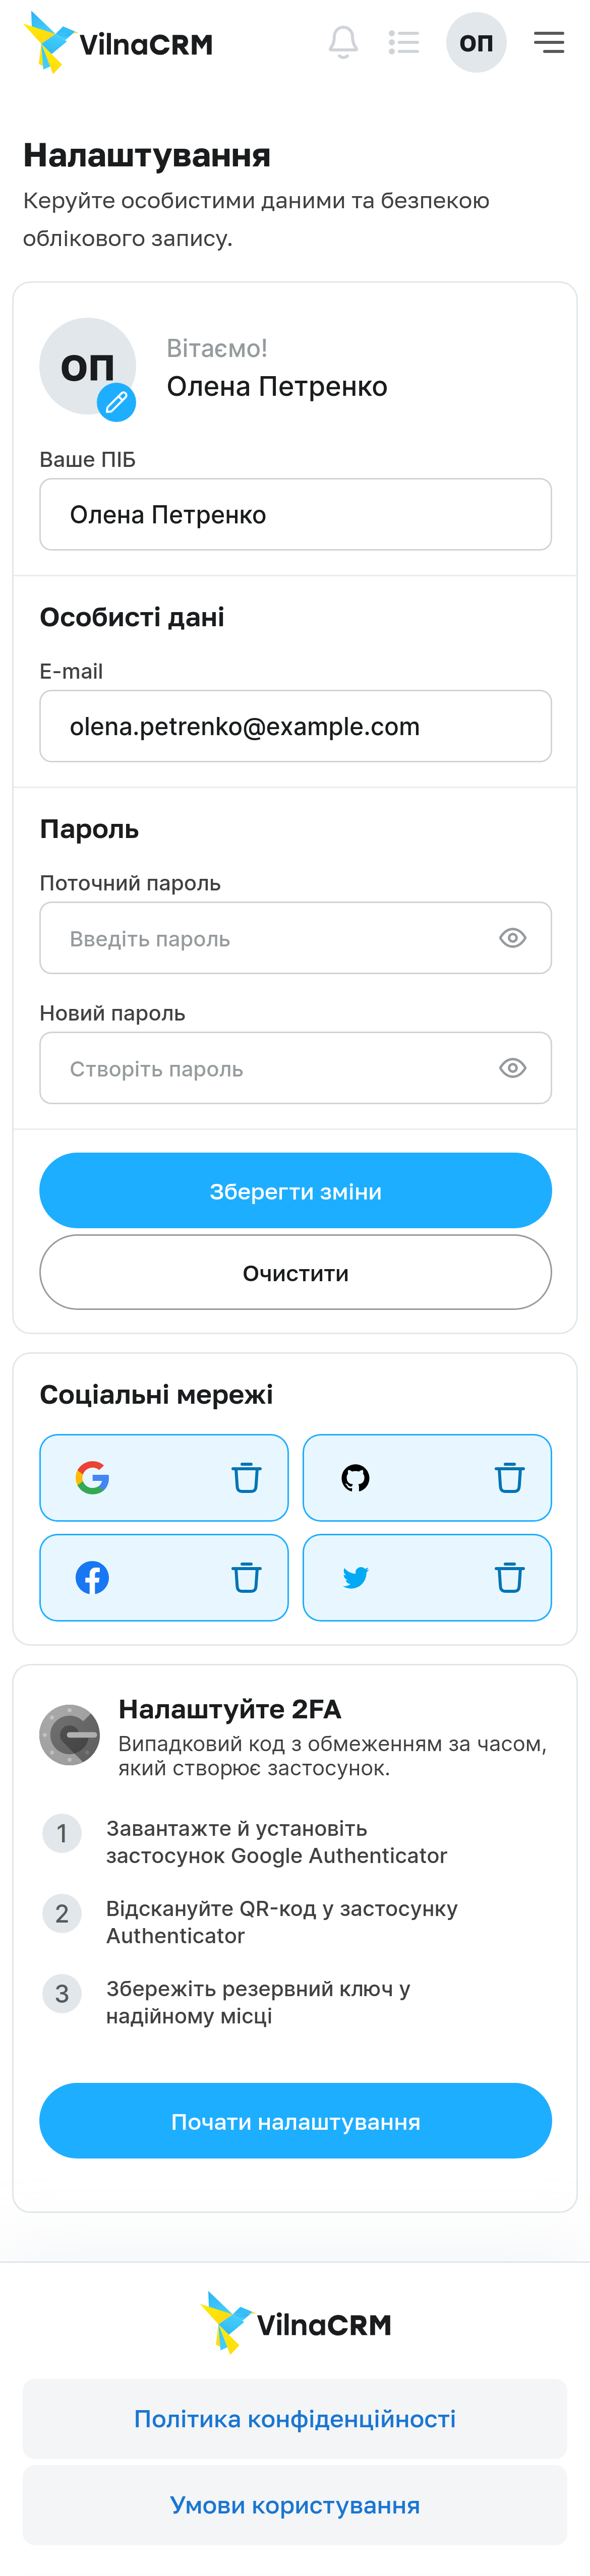 VilnaCRM
ОП
Налаштування
Керуйте особистими даними та безпекою
облікового запису.
ОП
Вітаємо!
Олена Петренко
Ваше ПІБ
Олена Петренко
Особисті дані
E-mail
olena.petrenko@example.com
Пароль
Поточний пароль
Введіть пароль
Новий пароль
Створіть пароль
Зберегти зміни
Очистити
Соціальні мережі
Налаштуйте 2FA
Випадковий код з обмеженням за часом,
який створює застосунок.
1
Завантажте й установіть
застосунок Google Authenticator
2
Відскануйте QR-код у застосунку
Authenticator
3
Збережіть резервний ключ у
надійному місці
Почати налаштування
VilnaCRM
Політика конфіденційності
Умови користування